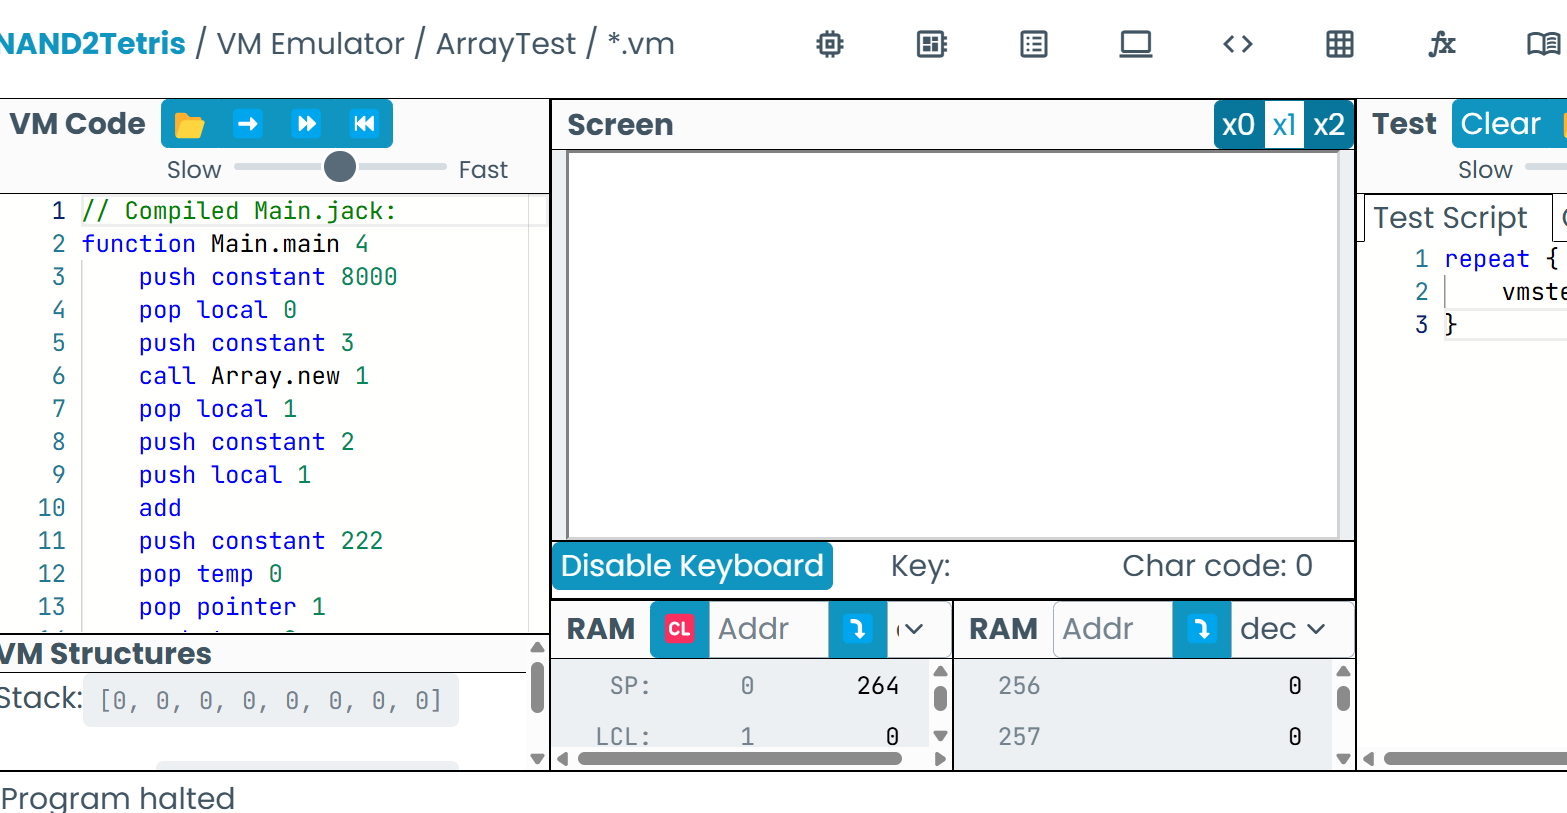 NAND2Tetris / VM Emulator / ArrayTest / *.vm
VM Code
Slow
Fast
1 // Compiled Main.jack:
2 function Main.main 4
3 push constant 8000
4 pop local 0
5 push constant 3
6 call Array.new 1
7 pop local 1
8 push constant 2
9 push local 1
10 add
11 push constant 222
12 pop temp 0
13 pop pointer 1
VM Structures
Stack: [0, 0, 0, 0, 0, 0, 0, 0]
Screen
x0 x1 x2
Disable Keyboard
Key:
Char code: 0
RAM CL Addr
SP: 0 264
LCL: 1 0
RAM Addr dec
256 0
257 0
Test Clear
Slow
Test Script
1 repeat {
2 vmste
3 }
Program halted